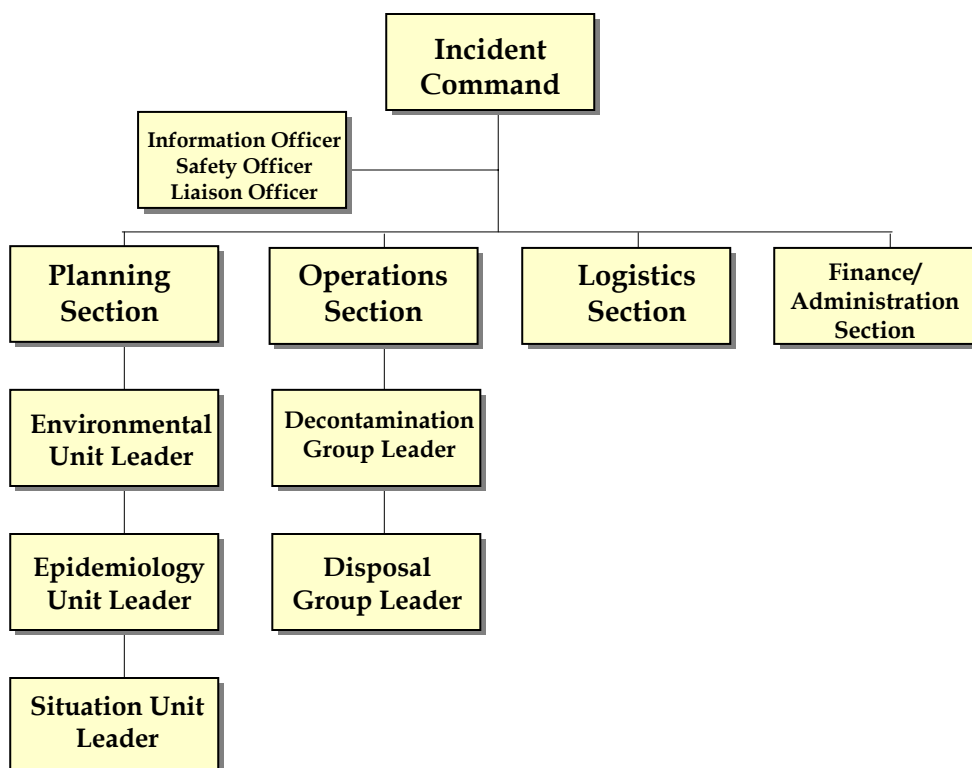 Incident
Command
Information Officer
Safety Officer
Liaison Officer
Planning
Section
Operations
Section
Logistics
Section
Finance/
Administration
Section
Environmental
Unit Leader
Decontamination
Group Leader
Epidemiology
Unit Leader
Disposal
Group Leader
Situation Unit
Leader